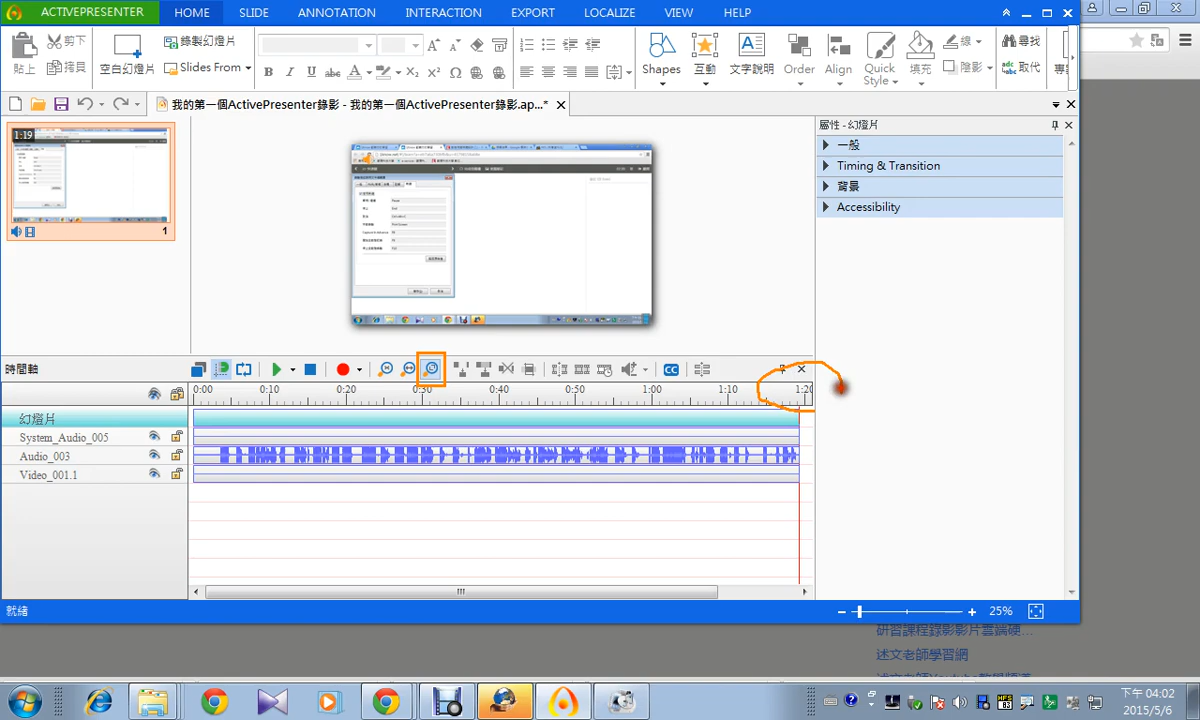 ACTIVEPRESENTER
HOME
SLIDE
ANNOTATION
INTERACTION
EXPORT
LOCALIZE
VIEW
HELP
貼上
剪下
拷貝
空白幻燈片
錄製幻燈片
Slides From
B I U abc A X₂ X² Ω
Shapes
互動
文字說明
Order
Align
Quick Style
填充
線
陰影
尋找
取代
我的第一個ActivePresenter錄影 - 我的第一個ActivePresenter錄影.ap...*
1:19
1
屬性 - 幻燈片
一般
Timing & Transition
背景
Accessibility
時間軸
CC
0:00 0:10 0:20 0:30 0:40 0:50 1:00 1:10 1:20
幻燈片
System_Audio_005
Audio_003
Video_001.1
就緒
25%
研習課程錄影影片雲端硬...
述文老師學習網
下午 04:02
2015/5/6